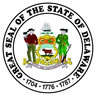 GREAT SEAL OF THE STATE OF DELAWARE
1704 · 1776 · 1787